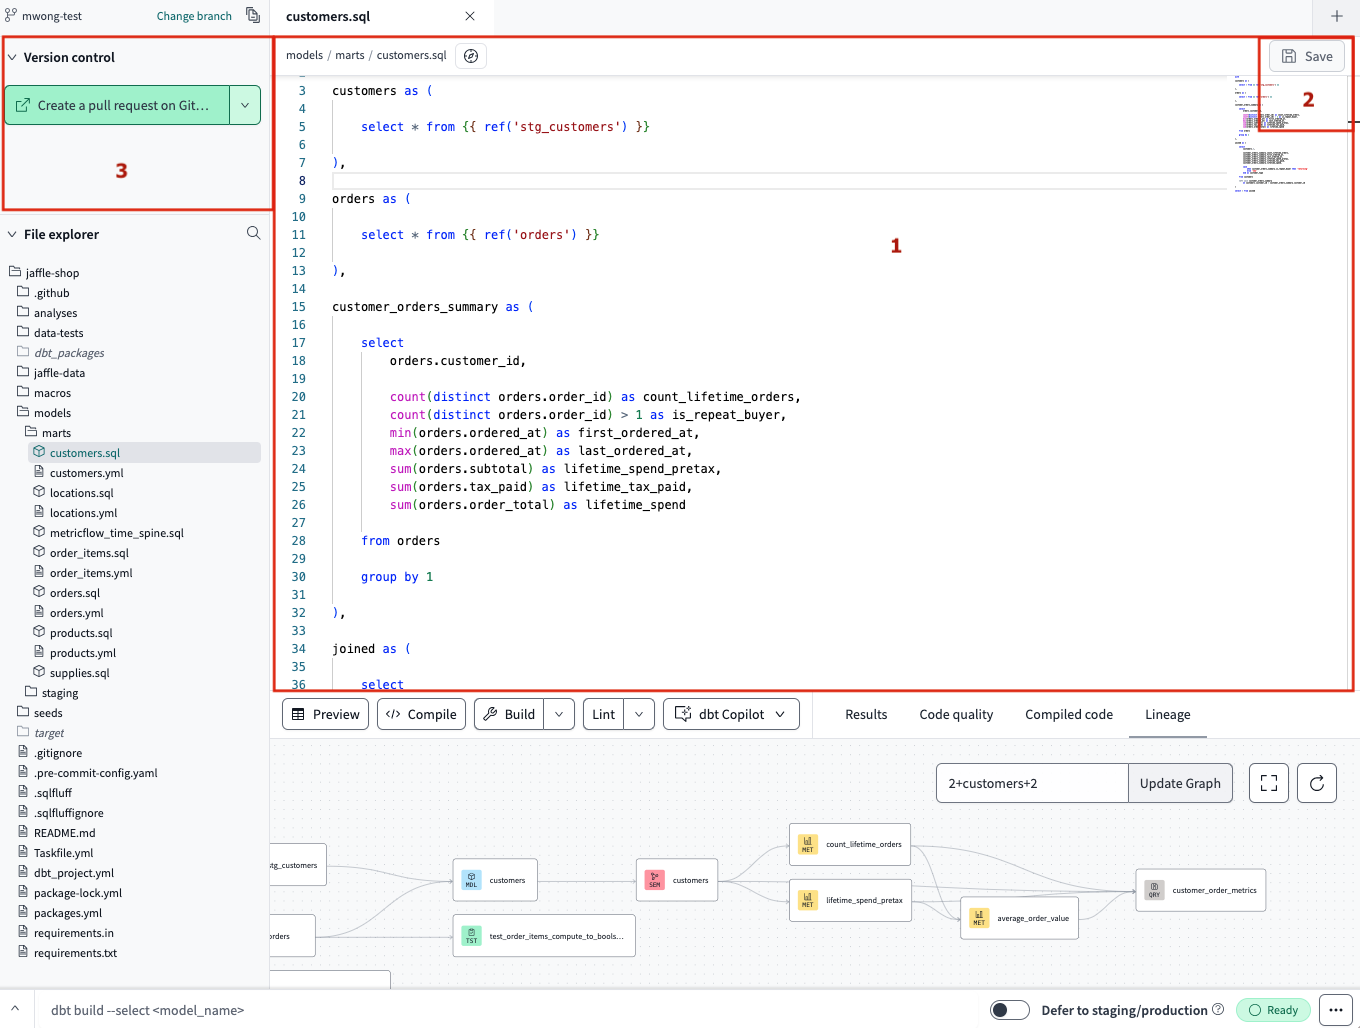 mwong-test
Change branch
customers.sql
Version control
Create a pull request on Git...
3
File explorer
jaffle-shop
.github
analyses
data-tests
dbt_packages
jaffle-data
macros
models
marts
customers.sql
customers.yml
locations.sql
locations.yml
metricflow_time_spine.sql
order_items.sql
order_items.yml
orders.sql
orders.yml
products.sql
products.yml
supplies.sql
staging
seeds
target
.gitignore
.pre-commit-config.yaml
.sqlfluff
.sqlfluffignore
README.md
Taskfile.yml
dbt_project.yml
package-lock.yml
packages.yml
requirements.in
requirements.txt
models / marts / customers.sql
Save
2
1
3 customers as (
4
5 select * from {{ ref('stg_customers') }}
6
7 ),
8
9 orders as (
10
11 select * from {{ ref('orders') }}
12
13 ),
14
15 customer_orders_summary as (
16
17 select
18 orders.customer_id,
19
20 count(distinct orders.order_id) as count_lifetime_orders,
21 count(distinct orders.order_id) > 1 as is_repeat_buyer,
22 min(orders.ordered_at) as first_ordered_at,
23 max(orders.ordered_at) as last_ordered_at,
24 sum(orders.subtotal) as lifetime_spend_pretax,
25 sum(orders.tax_paid) as lifetime_tax_paid,
26 sum(orders.order_total) as lifetime_spend
27
28 from orders
29
30 group by 1
31
32 ),
33
34 joined as (
35
36 select
Preview
Compile
Build
Lint
dbt Copilot
Results
Code quality
Compiled code
Lineage
2+customers+2
Update Graph
stg_customers
orders
MDL customers
TST test_order_items_compute_to_bools...
SEM customers
MET count_lifetime_orders
MET lifetime_spend_pretax
MET average_order_value
QRY customer_order_metrics
dbt build --select <model_name>
Defer to staging/production
Ready